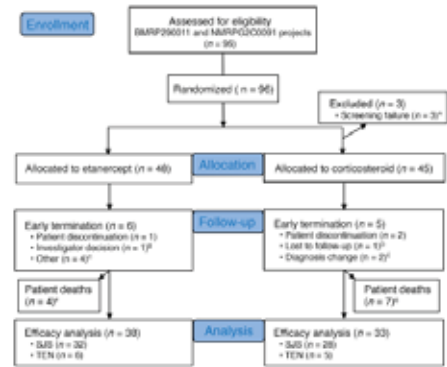 Enrollment
Assessed for eligibility
and projects
(n = 96)
Randomized (n = 96)
Excluded (n = 3)
• Screening failure (n = 3)
Allocation
Allocated to etanercept (n = 48)
Allocated to corticosteroid (n = 45)
Follow-up
Early termination (n = 6)
• Patient discontinuation (n = 1)
• Investigator decision (n = 1)
• Other (n = 4)
Early termination (n = 5)
• Patient discontinuation (n = 2)
• Lost to follow-up (n = 1)
• Diagnosis change (n = 2)
Patient deaths
(n = 4)
Patient deaths
(n = 7)
Analysis
Efficacy analysis (n = 38)
• SJS (n = 32)
• TEN (n = 6)
Efficacy analysis (n = 33)
• SJS (n = 28)
• TEN (n = 5)